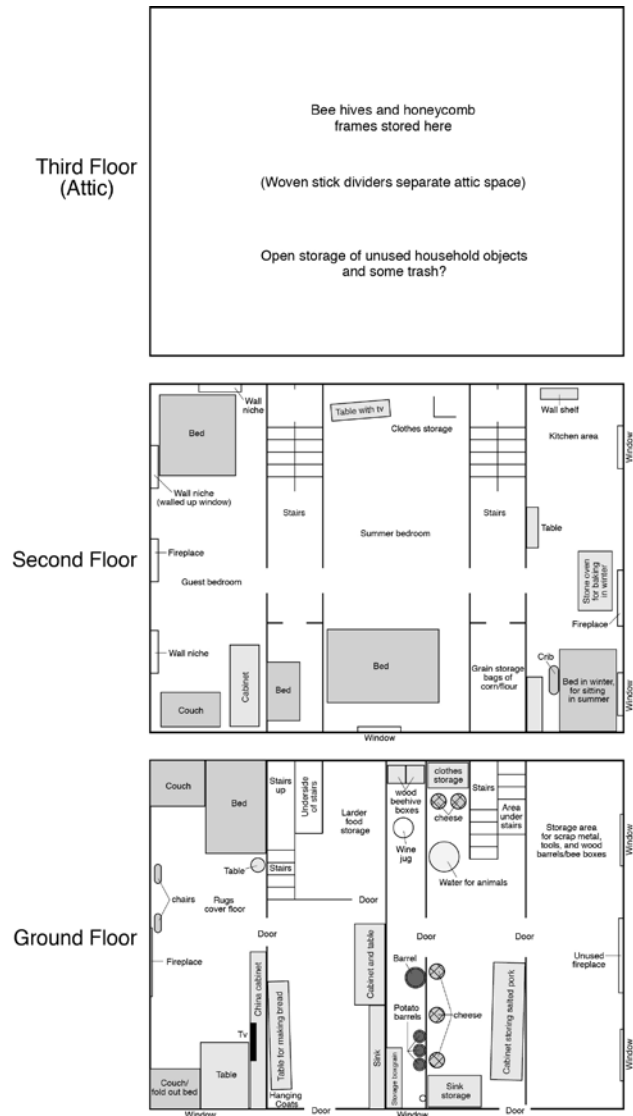 Third Floor
(Attic)
Bee hives and honeycomb
frames stored here
(Woven stick dividers separate attic space)
Open storage of unused household objects
and some trash?
Second Floor
Wall
niche
Bed
Wall niche
(walled up window)
Fireplace
Guest bedroom
Wall niche
Cabinet
Couch
Stairs
Bed
Table with tv
Clothes storage
Summer bedroom
Bed
Window
Stairs
Grain storage
bags of
corn/flour
Wall shelf
Kitchen area
Window
Table
Stone oven
for baking
in winter
Fireplace
Crib
Bed in winter,
for sitting
in summer
Window
Ground Floor
Couch
Bed
Table
chairs
Rugs
cover floor
Fireplace
Door
China cabinet
Tv
Table
Couch/
fold out bed
Window
Stairs
up
Underside
of stairs
Stairs
Larder
food
storage
Door
Table for making bread
Hanging
Coats
Door
Cabinet and table
Sink
wood
beehive
boxes
Wine
jug
Door
Barrel
Potato
barrels
Storage box
grain
Window
clothes
storage
cheese
Water for animals
cheese
Sink
storage
Stairs
Area
under
stairs
Door
Cabinet storing salted pork
Door
Storage area
for scrap metal,
tools, and wood
barrels/bee boxes
Window
Unused
fireplace
Window